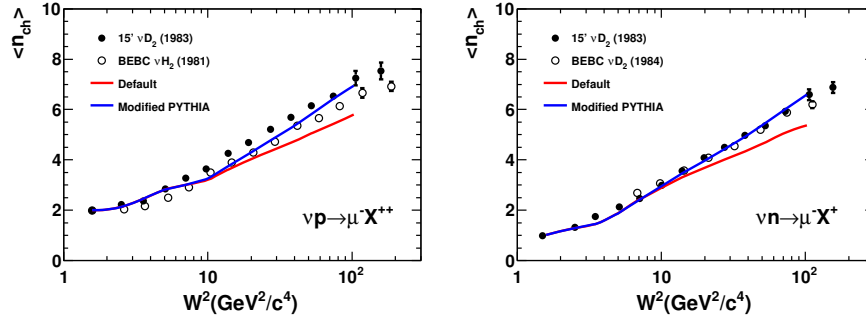 <n_ch>
10
8
6
4
2
0
15' νD₂ (1983)
BEBC νH₂ (1981)
Default
Modified PYTHIA
νp→μ⁻X⁺⁺
1 10 10²
W²(GeV²/c⁴)
<n_ch>
10
8
6
4
2
0
15' νD₂ (1983)
BEBC νD₂ (1984)
Default
Modified PYTHIA
νn→μ⁻X⁺
1 10 10²
W²(GeV²/c⁴)